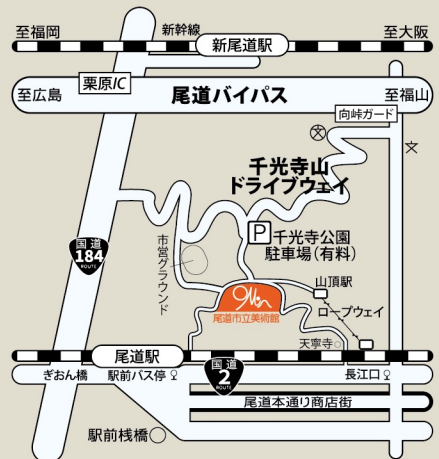 至福岡
新幹線
新尾道駅
至大阪
栗原IC
至広島
尾道バイパス
至福山
向峠ガード
文
文
千光寺山
ドライブウェイ
国道
184
ROUTE
市営グラウンド
P
千光寺公園
駐車場(有料)
山頂駅
ロープウェイ
尾道市立美術館
天寧寺
尾道駅
国道
2
ROUTE
ぎおん橋
駅前バス停
長江口
尾道本通り商店街
駅前桟橋